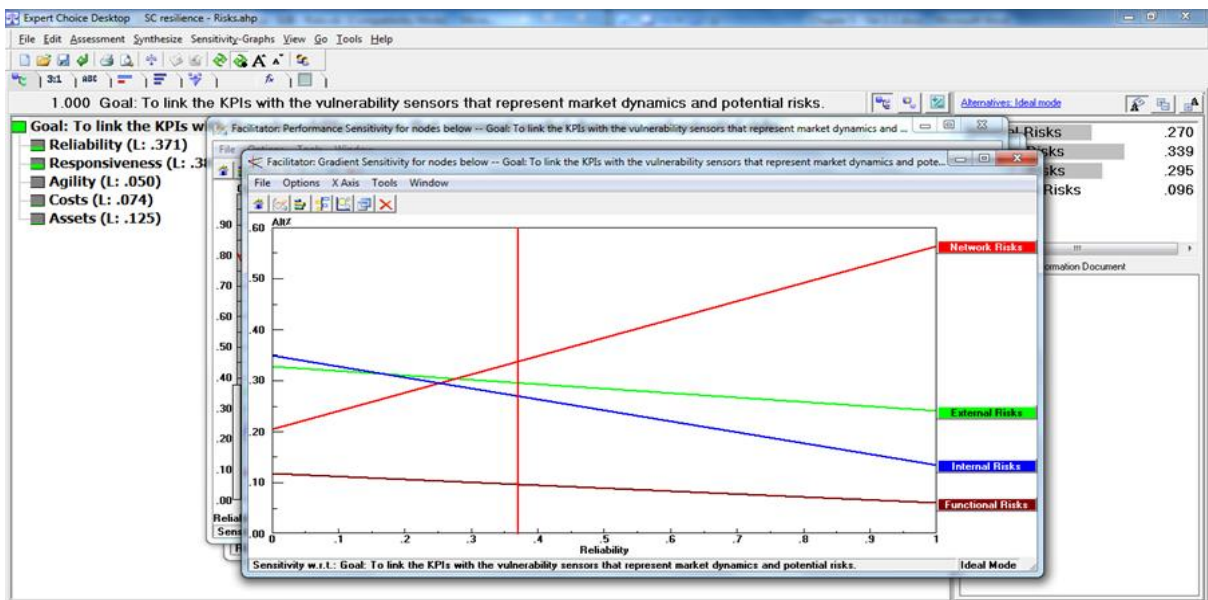 Expert Choice Desktop SC resilience - Risks.ahp
File Edit Assessment Synthesize Sensitivity-Graphs View Go Tools Help
3:1 ABC
1.000 Goal: To link the KPIs with the vulnerability sensors that represent market dynamics and potential risks.
Alternatives: Ideal mode
Goal: To link the KPIs w
Reliability (L: .371)
Responsiveness (L: .3
Agility (L: .050)
Costs (L: .074)
Assets (L: .125)
Risks .270
.339
.295
Risks .096
ormation Document
Facilitator: Performance Sensitivity for nodes below -- Goal: To link the KPIs with the vulnerability sensors that represent market dynamics and ...
File Options Tools Window
.90
.80
.70
.60
.50
.40
.30
.20
.10
.00
Facilitator: Gradient Sensitivity for nodes below -- Goal: To link the KPIs with the vulnerability sensors that represent market dynamics and pote...
File Options X Axis Tools Window
Alt%
.60
.50
.40
.30
.20
.10
.00
0 .1 .2 .3 .4 .5 .6 .7 .8 .9 1
Reliability
Network Risks
External Risks
Internal Risks
Functional Risks
Sensitivity w.r.t.: Goal: To link the KPIs with the vulnerability sensors that represent market dynamics and potential risks.
Ideal Mode